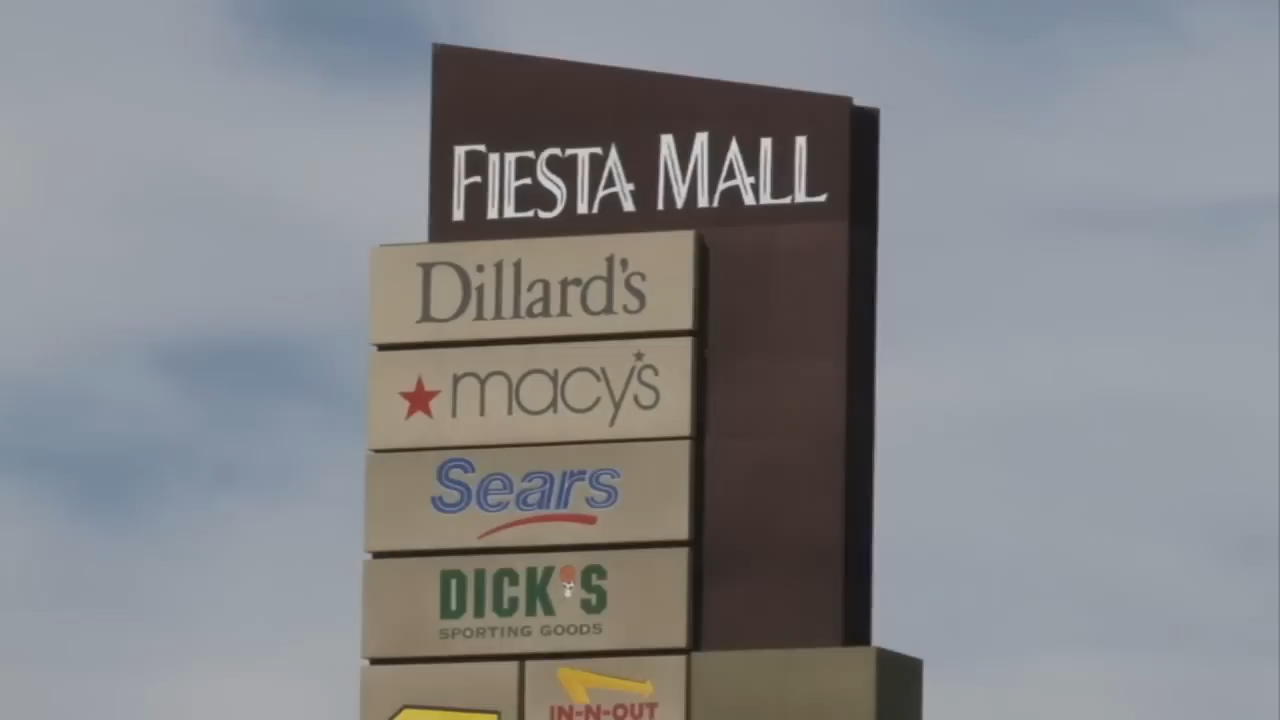 FIESTA MALL
Dillard's
macy's
Sears
DICK'S
SPORTING GOODS
IN-N-OUT